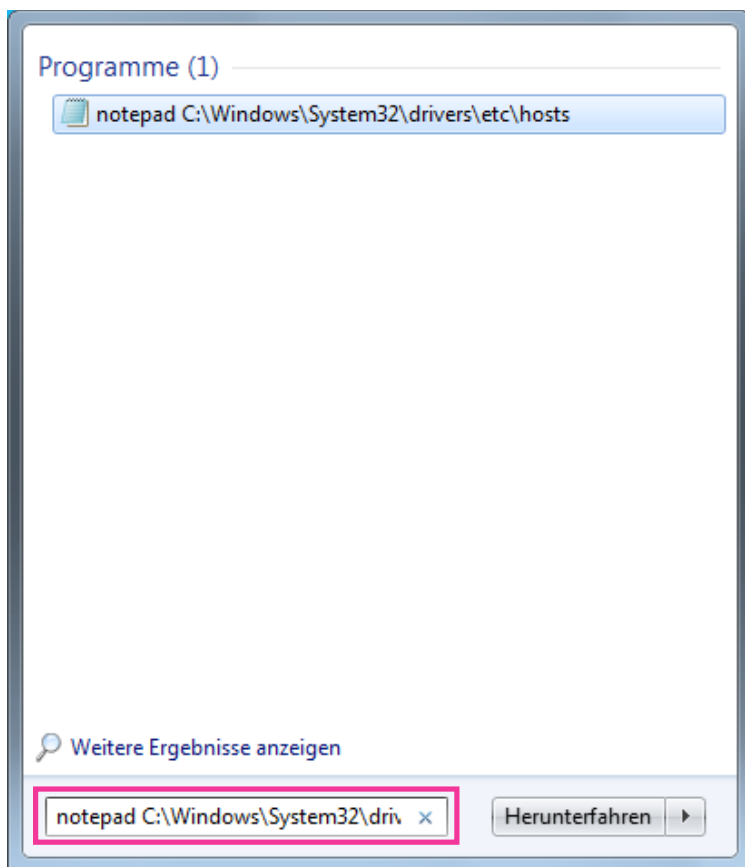 Programme (1)
notepad C:\Windows\System32\drivers\etc\hosts
Weitere Ergebnisse anzeigen
notepad C:\Windows\System32\driv
Herunterfahren